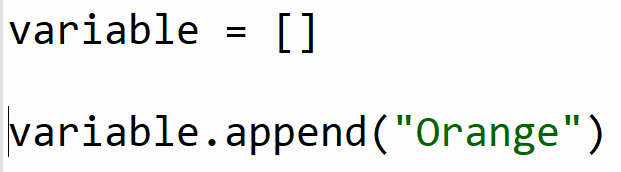 variable = []
variable.append("Orange")